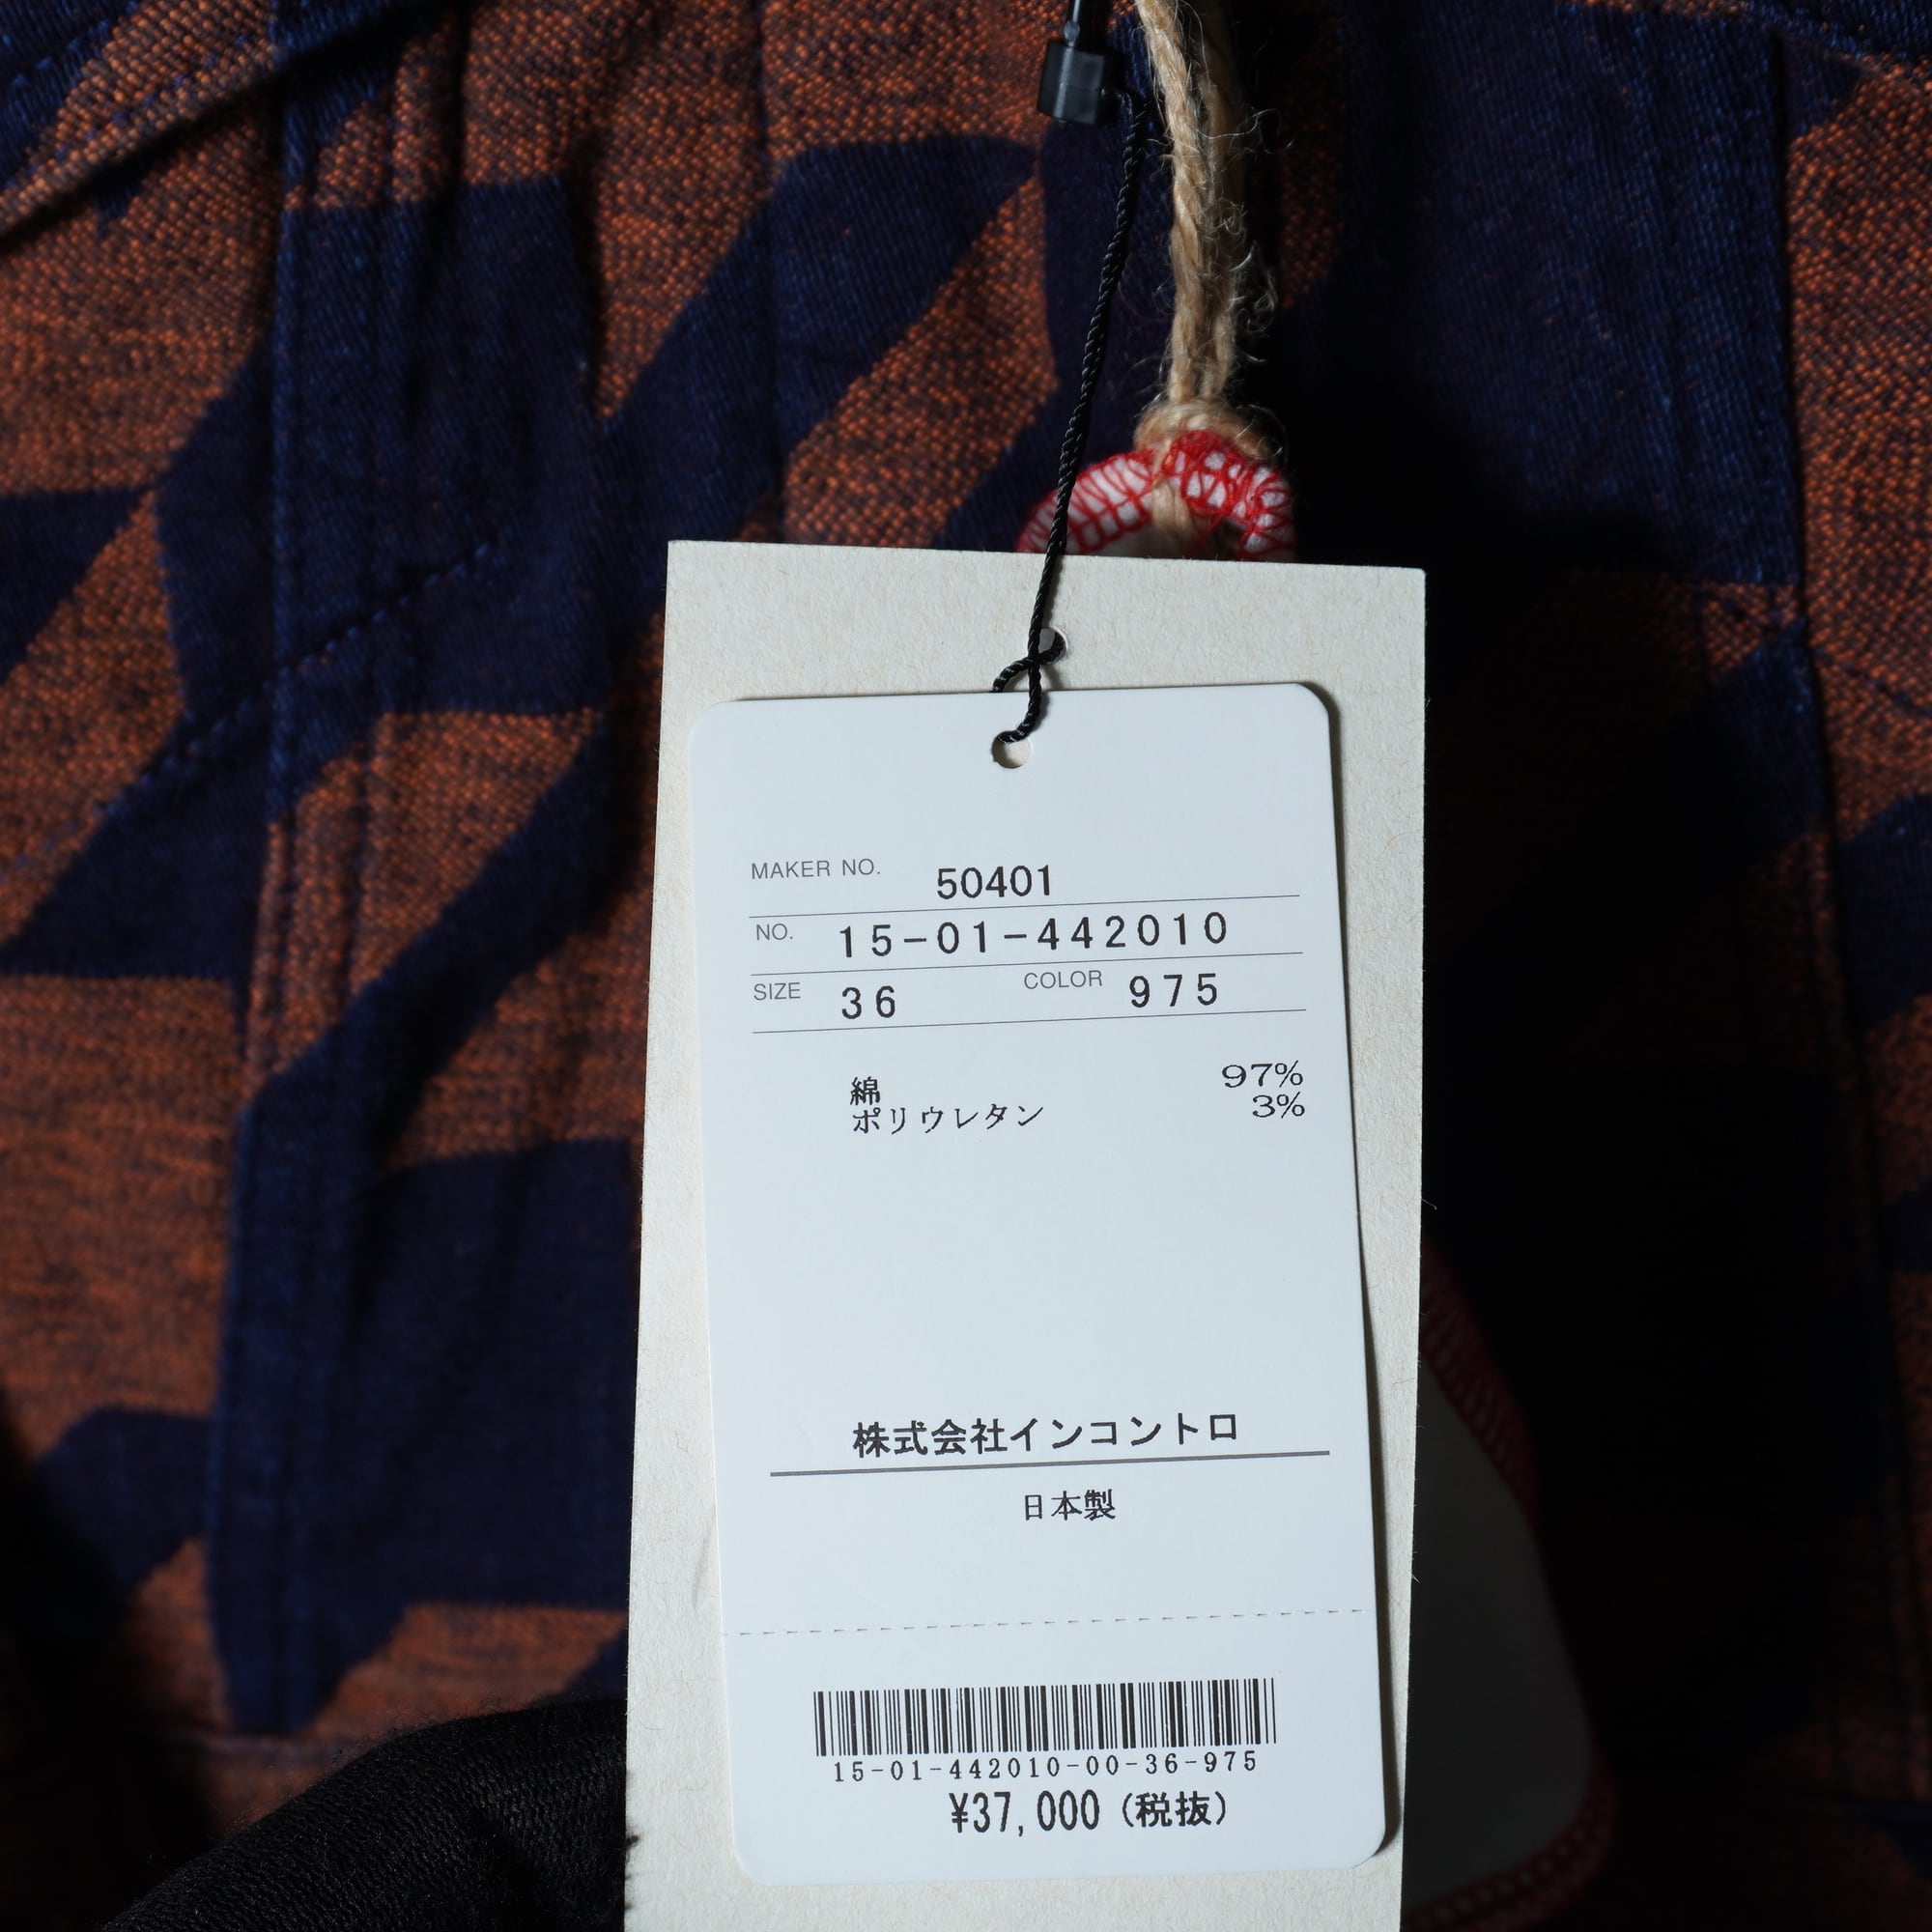 MAKER NO. 50401
NO. 15-01-442010
SIZE 36 COLOR 975
綿 97%
ポリウレタン 3%
株式会社インコントロ
日本製
15-01-442010-00-36-975
¥37,000(税抜)